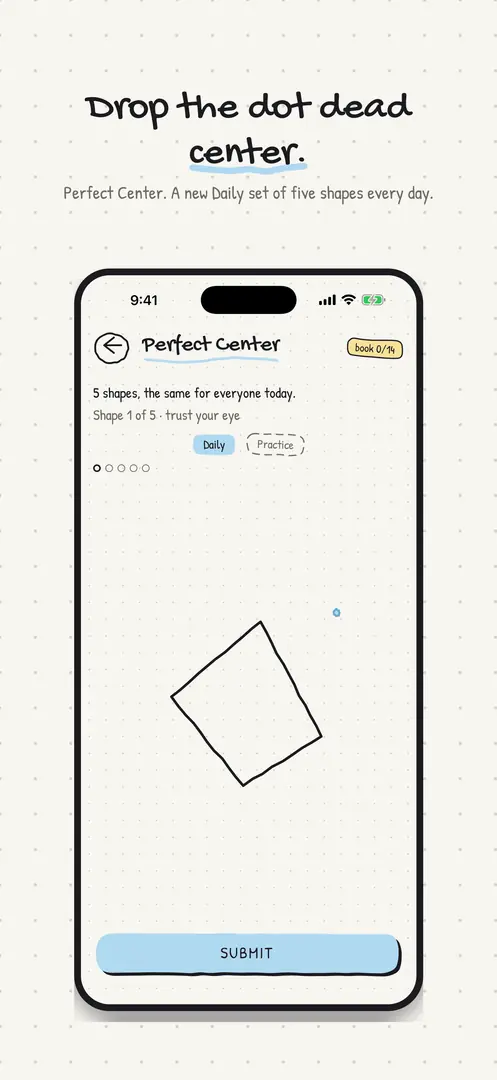 Drop the dot dead
center.
Perfect Center. A new Daily set of five shapes every day.
9:41
Perfect Center
book 0/14
5 shapes, the same for everyone today.
Shape 1 of 5 · trust your eye
Daily
Practice
SUBMIT